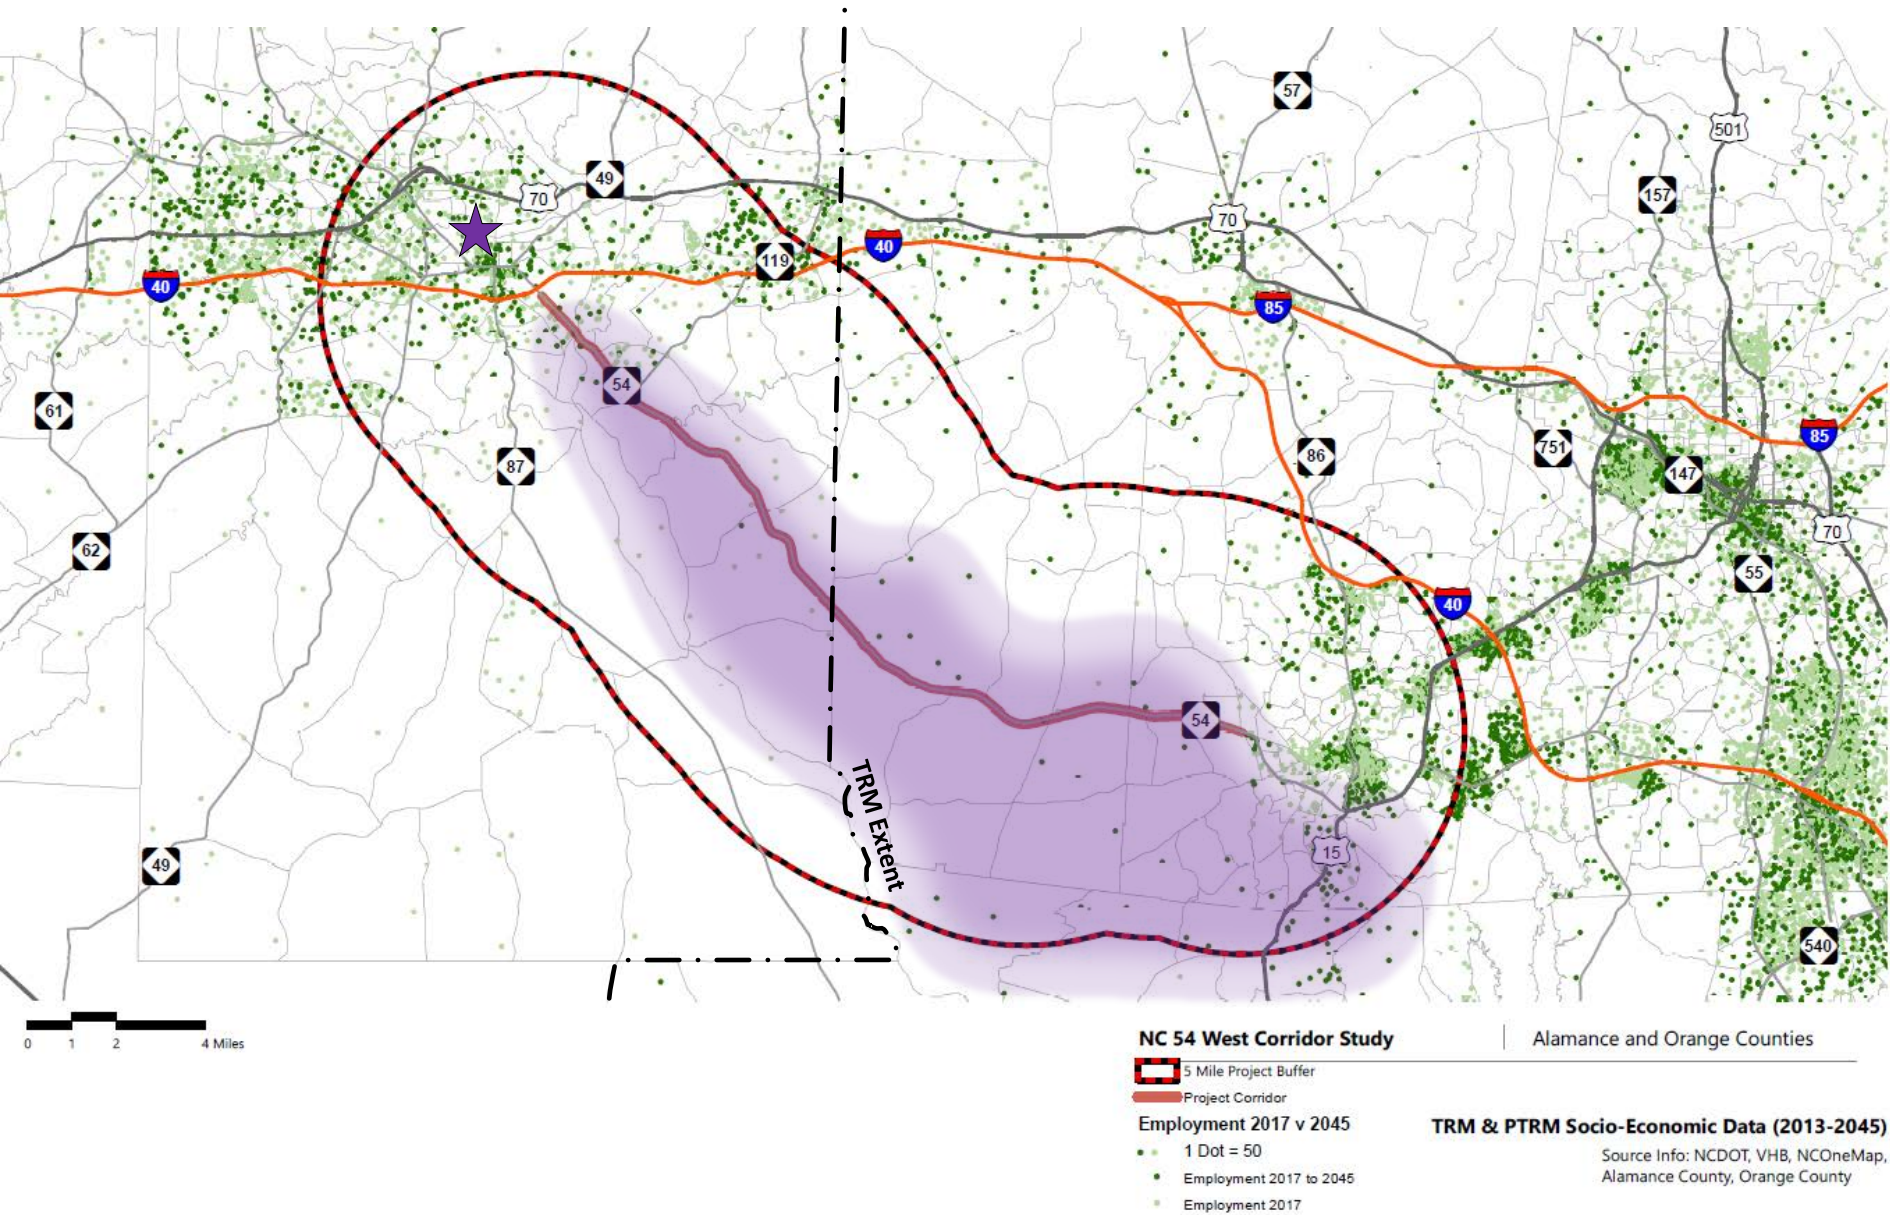 57
501
49
70
157
70
119
40
40
85
54
61
85
751
86
87
147
70
62
55
40
54
TRM Extent
15
49
540
0 1 2 4 Miles
NC 54 West Corridor Study
Alamance and Orange Counties
5 Mile Project Buffer
Project Corridor
Employment 2017 v 2045
1 Dot = 50
Employment 2017 to 2045
Employment 2017
TRM & PTRM Socio-Economic Data (2013-2045)
Source Info: NCDOT, VHB, NCOneMap,
Alamance County, Orange County